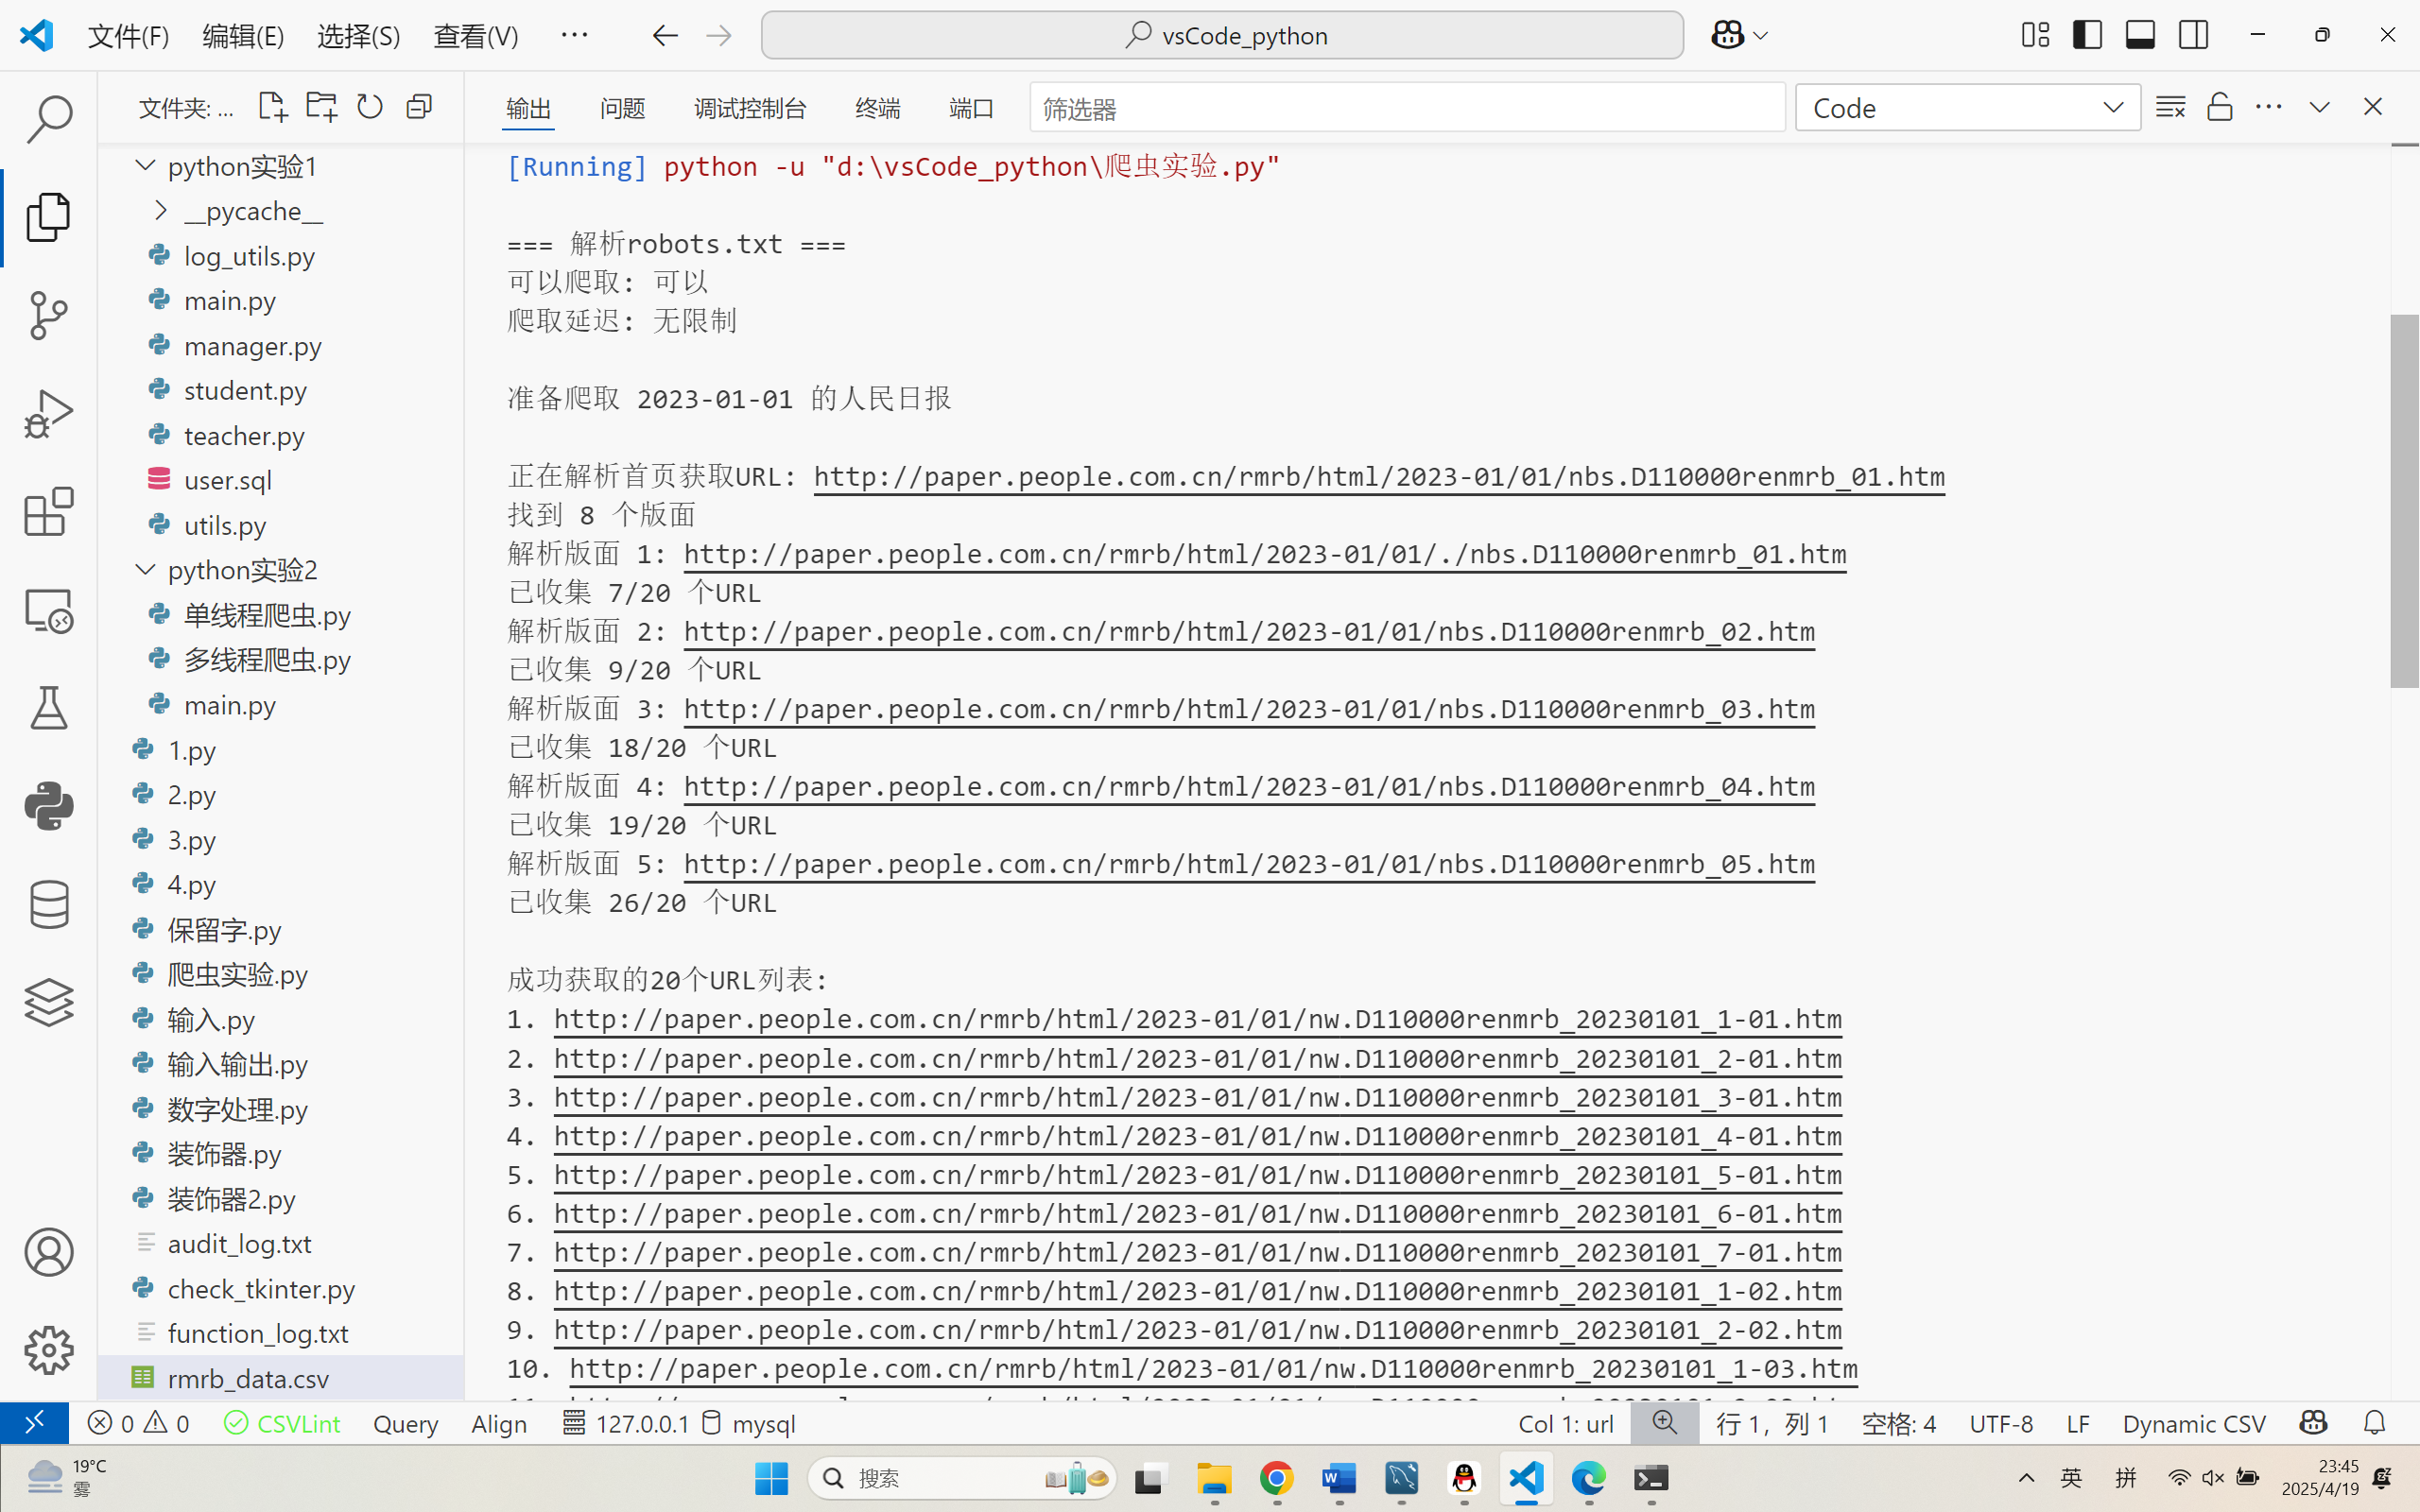 文件(F) 编辑(E) 选择(S) 查看(V) ··· vsCode_python
文件夹: ...
python实验1
__pycache__
log_utils.py
main.py
manager.py
student.py
teacher.py
user.sql
utils.py
python实验2
单线程爬虫.py
多线程爬虫.py
main.py
1.py
2.py
3.py
4.py
保留字.py
爬虫实验.py
输入.py
输入输出.py
数字处理.py
装饰器.py
装饰器2.py
audit_log.txt
check_tkinter.py
function_log.txt
rmrb_data.csv
输出 问题 调试控制台 终端 端口 筛选器 Code
[Running] python -u "d:\vsCode_python\爬虫实验.py"
=== 解析robots.txt ===
可以爬取: 可以
爬取延迟: 无限制
准备爬取 2023-01-01 的人民日报
正在解析首页获取URL: http://paper.people.com.cn/rmrb/html/2023-01/01/nbs.D110000renmrb_01.htm
找到 8 个版面
解析版面 1: http://paper.people.com.cn/rmrb/html/2023-01/01/./nbs.D110000renmrb_01.htm
已收集 7/20 个URL
解析版面 2: http://paper.people.com.cn/rmrb/html/2023-01/01/nbs.D110000renmrb_02.htm
已收集 9/20 个URL
解析版面 3: http://paper.people.com.cn/rmrb/html/2023-01/01/nbs.D110000renmrb_03.htm
已收集 18/20 个URL
解析版面 4: http://paper.people.com.cn/rmrb/html/2023-01/01/nbs.D110000renmrb_04.htm
已收集 19/20 个URL
解析版面 5: http://paper.people.com.cn/rmrb/html/2023-01/01/nbs.D110000renmrb_05.htm
已收集 26/20 个URL
成功获取的20个URL列表:
1. http://paper.people.com.cn/rmrb/html/2023-01/01/nw.D110000renmrb_20230101_1-01.htm
2. http://paper.people.com.cn/rmrb/html/2023-01/01/nw.D110000renmrb_20230101_2-01.htm
3. http://paper.people.com.cn/rmrb/html/2023-01/01/nw.D110000renmrb_20230101_3-01.htm
4. http://paper.people.com.cn/rmrb/html/2023-01/01/nw.D110000renmrb_20230101_4-01.htm
5. http://paper.people.com.cn/rmrb/html/2023-01/01/nw.D110000renmrb_20230101_5-01.htm
6. http://paper.people.com.cn/rmrb/html/2023-01/01/nw.D110000renmrb_20230101_6-01.htm
7. http://paper.people.com.cn/rmrb/html/2023-01/01/nw.D110000renmrb_20230101_7-01.htm
8. http://paper.people.com.cn/rmrb/html/2023-01/01/nw.D110000renmrb_20230101_1-02.htm
9. http://paper.people.com.cn/rmrb/html/2023-01/01/nw.D110000renmrb_20230101_2-02.htm
10. http://paper.people.com.cn/rmrb/html/2023-01/01/nw.D110000renmrb_20230101_1-03.htm
0 0 CSVLint Query Align 127.0.0.1 mysql Col 1: url 行 1，列 1 空格: 4 UTF-8 LF Dynamic CSV
19°C
雾
搜索
英 拼
23:45
2025/4/19